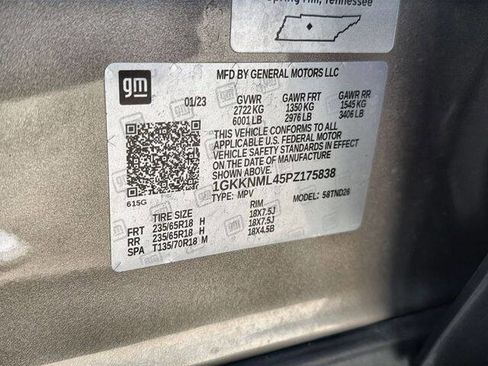 Spring Hill, Tennessee
gm
MFD BY GENERAL MOTORS LLC
01/23 GVWR GAWR FRT GAWR RR
2722 KG 1350 KG 1545 KG
6001 LB 2976 LB 3406 LB
THIS VEHICLE CONFORMS TO ALL
APPLICABLE U.S. FEDERAL MOTOR
VEHICLE SAFETY STANDARDS IN EFFECT
ON THE DATE OF MANUFACTURE SHOWN ABOVE.
1GKKNML45PZ175838
TYPE: MPV MODEL: 58TND26
615G
TIRE SIZE RIM
FRT 235/65R18 H 18X7.5J
RR 235/65R18 H 18X7.5J
SPA T135/70R18 M 18X4.5B